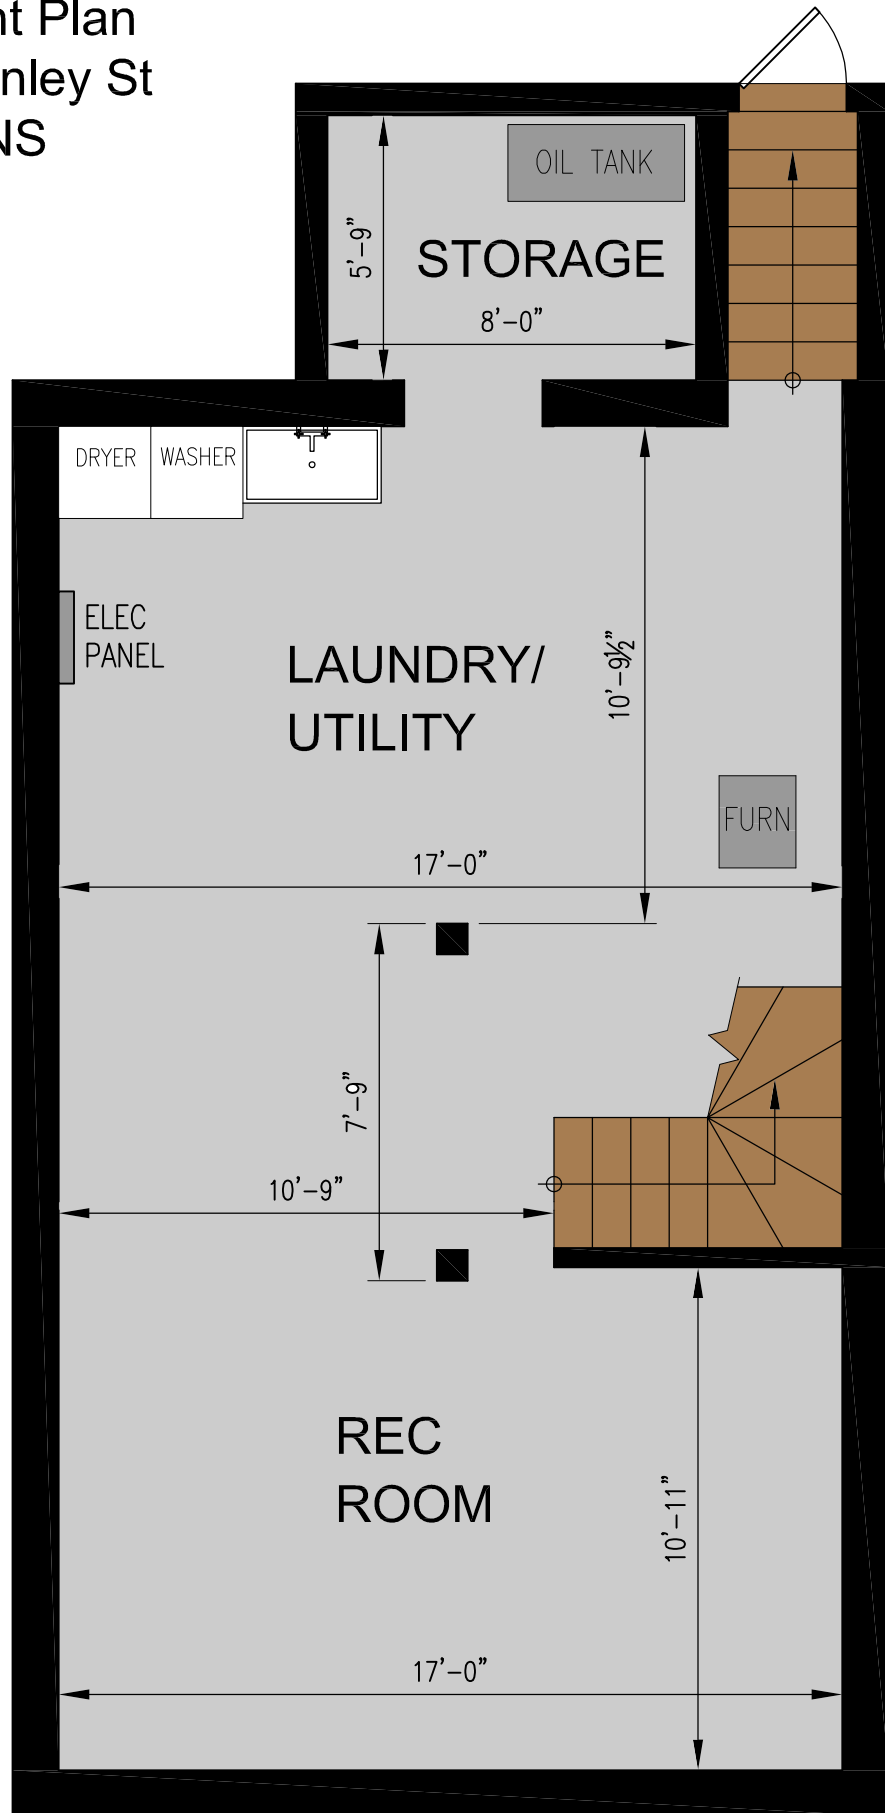 nt Plan
nley St
NS
OIL TANK
5'-9"
STORAGE
8'-0"
DRYER WASHER
ELEC
PANEL
LAUNDRY/
UTILITY
10'-9½"
FURN
17'-0"
7'-9"
10'-9"
REC
ROOM
10'-11"
17'-0"